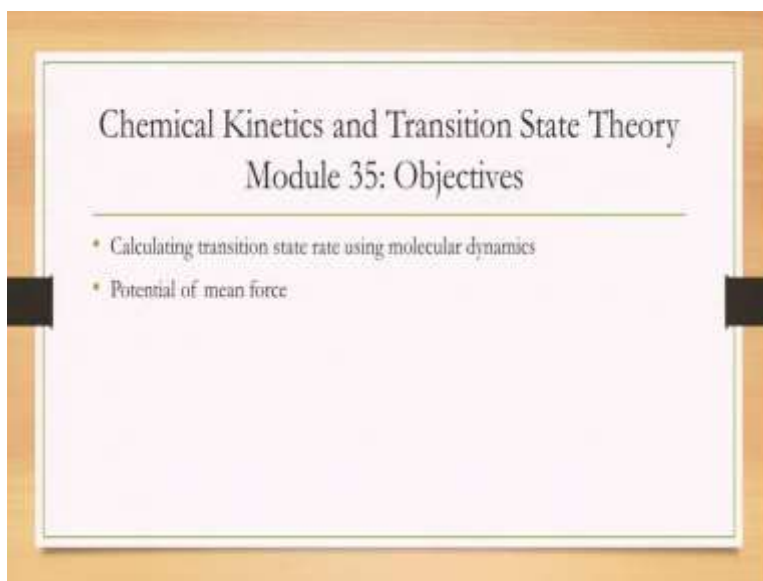 Chemical Kinetics and Transition State Theory
Module 35: Objectives
• Calculating transition state rate using molecular dynamics
• Potential of mean force